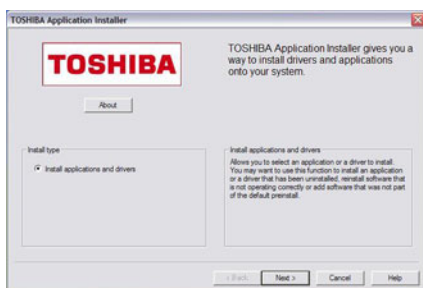 TOSHIBA Application Installer
TOSHIBA
TOSHIBA Application Installer gives you a
way to install drivers and applications
onto your system.
About
Install type
Install applications and drivers
Install applications and drivers
Allows you to select an application or a driver to install.
You may want to use this function to install an application
or a driver that has been uninstalled, reinstall software that
is not operating correctly or add software that was not part
of the default preinstall.
< Back
Next >
Cancel
Help